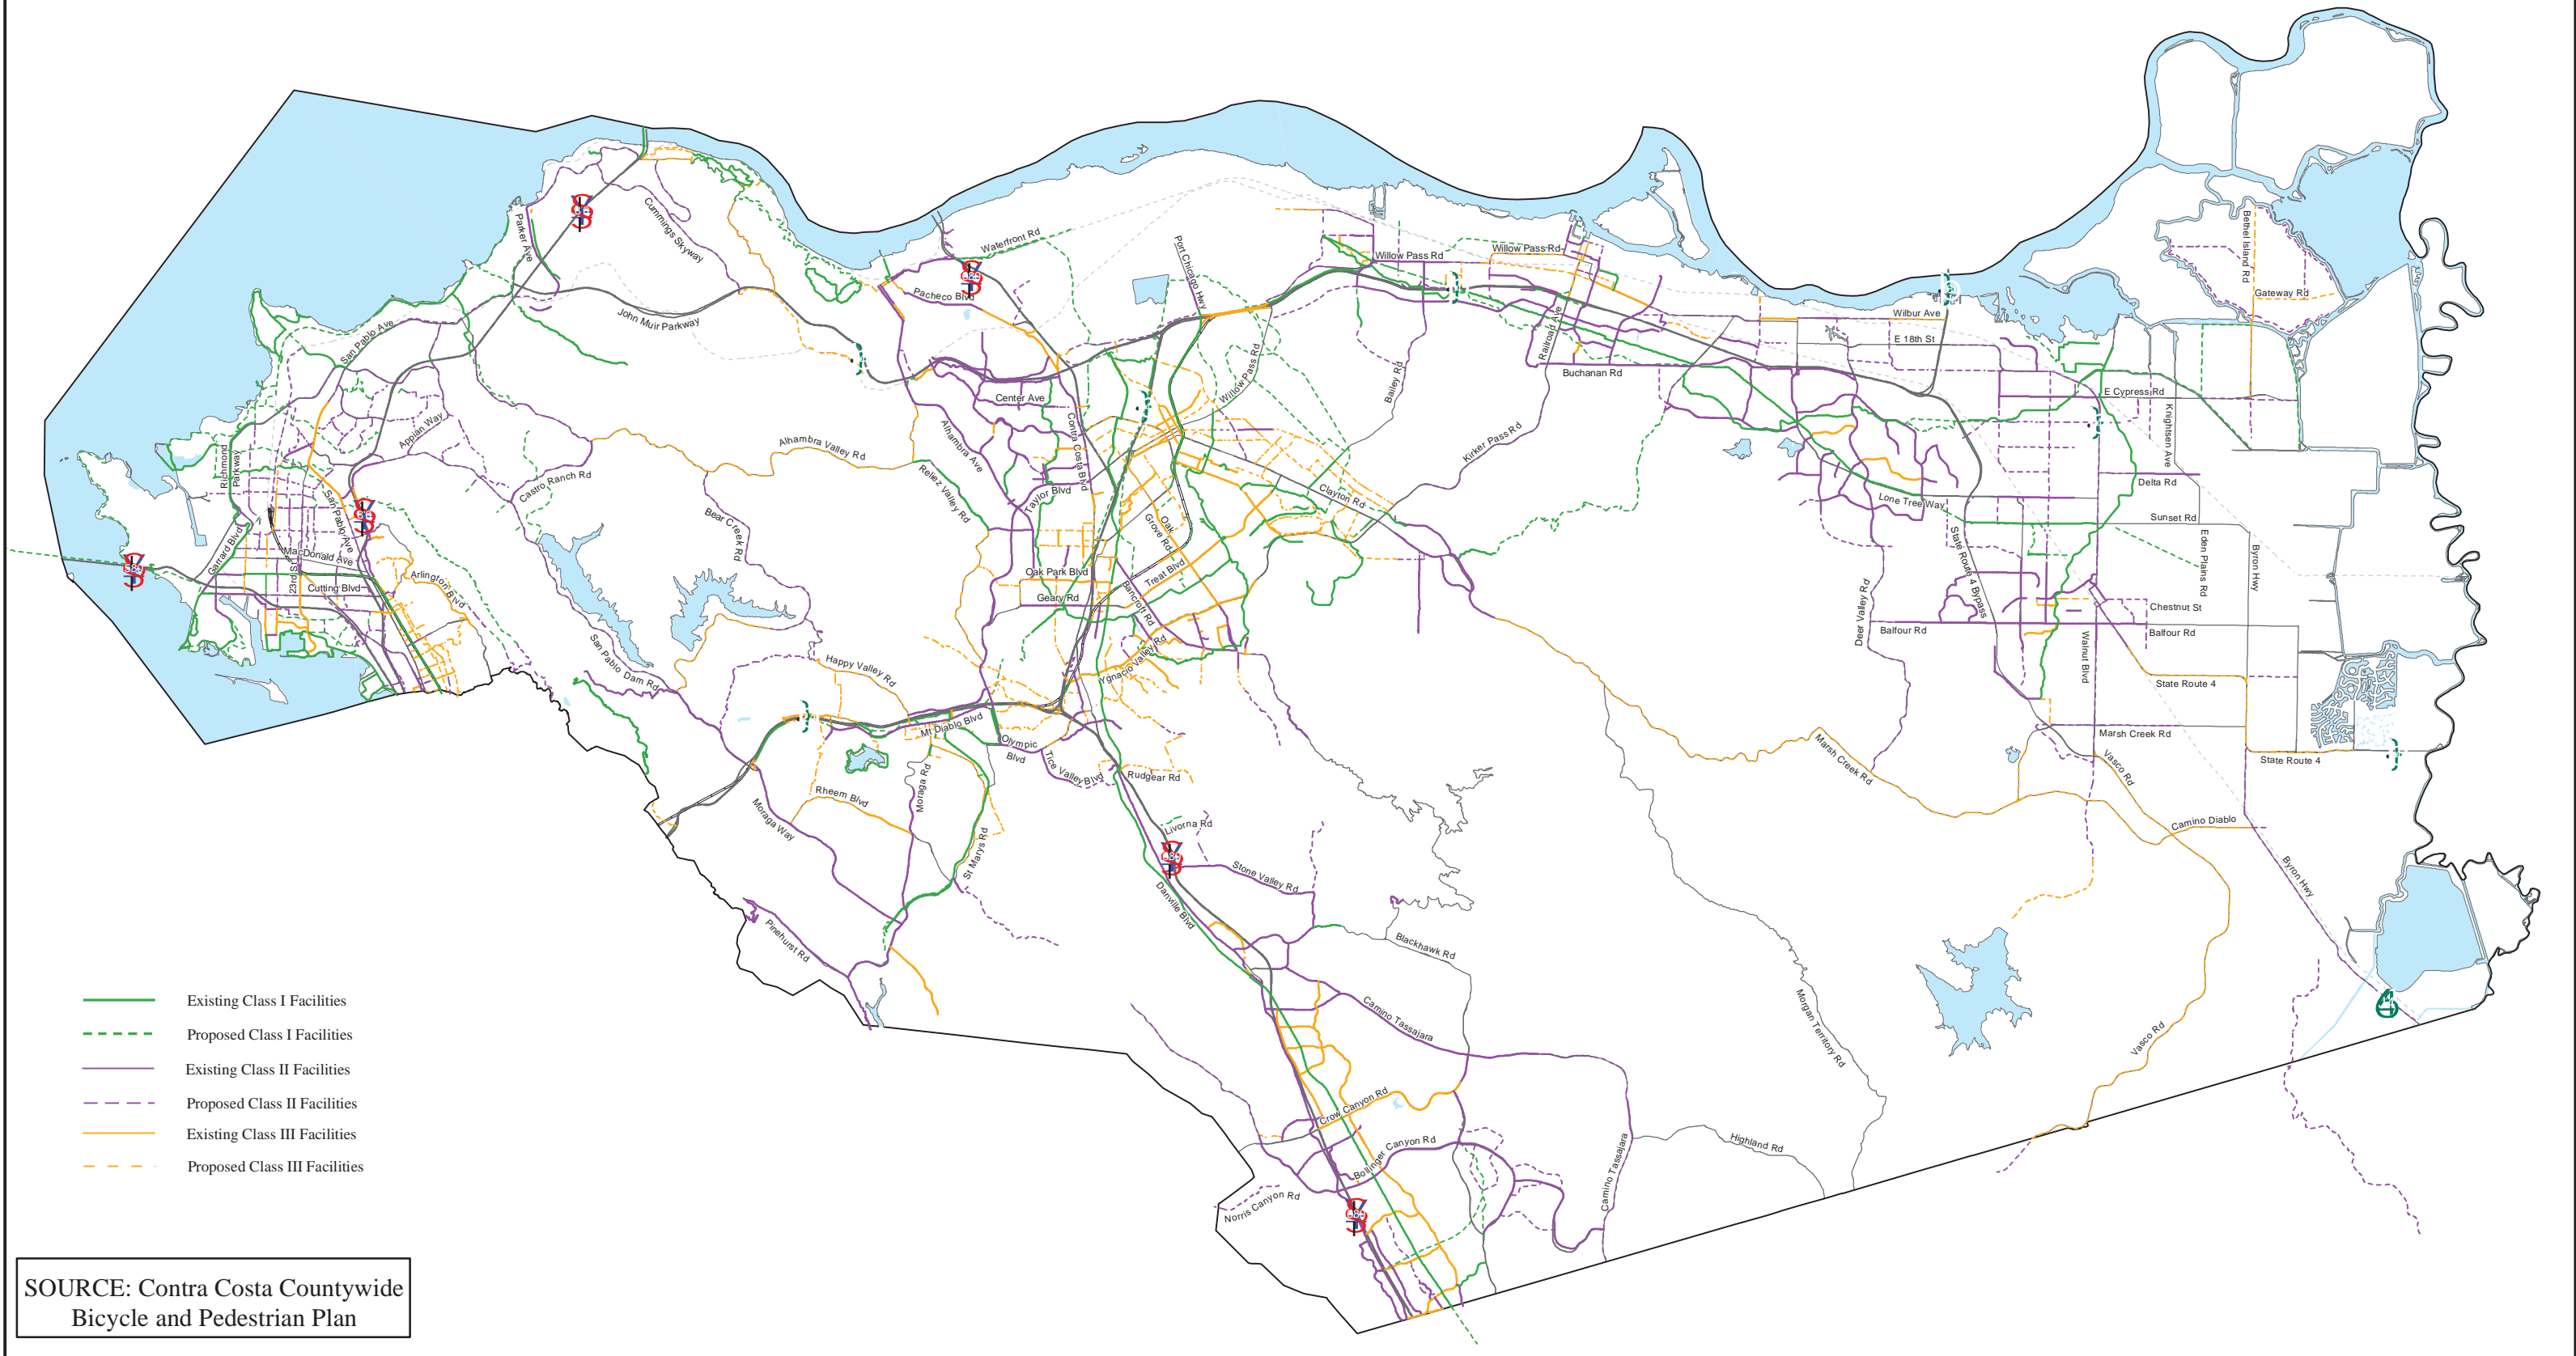 Cummings Skyway
Parker Ave
Waterfront Rd
Port Chicago Hwy
Willow Pass Rd
Willow Pass Rd
Bethel Island Rd
Gateway Rd
Pacheco Blvd
John Muir Parkway
San Pablo Ave
Wilbur Ave
E 18th St
Railroad Ave
Buchanan Rd
Bailey Rd
Willow Pass Rd
Center Ave
E Cypress Rd
Knightsen Ave
Appian Way
Alhambra Valley Rd
Alhambra Ave
Contra Costa Blvd
Kirker Pass Rd
Richmond
Parkway
Castro Ranch Rd
Reliez Valley Rd
Taylor Blvd
Clayton Rd
Delta Rd
Lone Tree Way
Sunset Rd
San Pablo Ave
Bear Creek Rd
Oak
Grove Rd
Garrard Blvd
MacDonald Ave
23rd St
Cutting Blvd
Arlington Blvd
Oak Park Blvd
Treat Blvd
Geary Rd
Bancroft Rd
State Route 4 Bypass
Eden Plains Rd
Byron Hwy
Deer Valley Rd
Chestnut St
Balfour Rd
Balfour Rd
Walnut Blvd
San Pablo Dam Rd
Happy Valley Rd
Ygnacio Valley Rd
State Route 4
Mt Diablo Blvd
Olympic
Blvd
Tice Valley Blvd
Rudgear Rd
Marsh Creek Rd
Marsh Creek Rd
Vasco Rd
State Route 4
Moraga Rd
Rheem Blvd
Moraga Way
St Marys Rd
Livorna Rd
Camino Diablo
Stone Valley Rd
Danville Blvd
Byron Hwy
Pinehurst Rd
Blackhawk Rd
Camino Tassajara
Morgan Territory Rd
Vasco Rd
Crow Canyon Rd
Bollinger Canyon Rd
Highland Rd
Camino Tassajara
Norris Canyon Rd
Existing Class I Facilities
Proposed Class I Facilities
Existing Class II Facilities
Proposed Class II Facilities
Existing Class III Facilities
Proposed Class III Facilities
SOURCE: Contra Costa Countywide
Bicycle and Pedestrian Plan